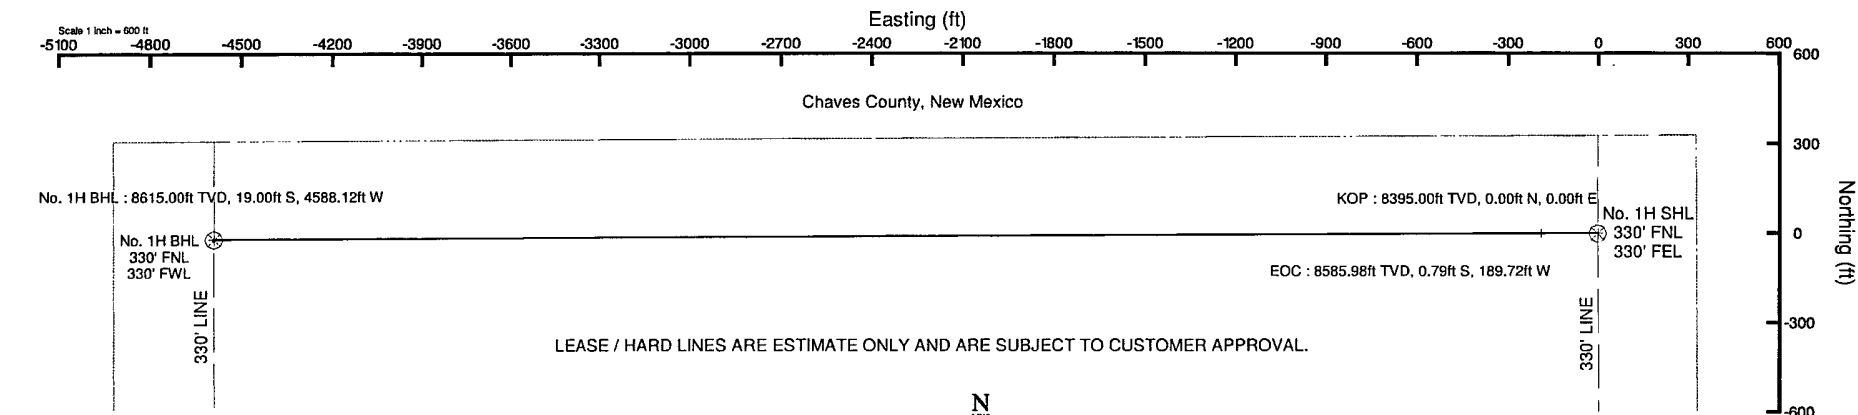 Easting (ft)
Scale 1 inch = 600 ft
-5100 -4800 -4500 -4200 -3900 -3600 -3300 -3000 -2700 -2400 -2100 -1800 -1500 -1200 -900 -600 -300 0 300 600
600
Chaves County, New Mexico
300
No. 1H BHL : 8615.00ft TVD, 19.00ft S, 4588.12ft W
KOP : 8395.00ft TVD, 0.00ft N, 0.00ft E
No. 1H SHL
330' FNL
330' FEL
0
Northing (ft)
No. 1H BHL
330' FNL
330' FWL
EOC : 8585.98ft TVD, 0.79ft S, 189.72ft W
330' LINE
330' LINE
-300
LEASE / HARD LINES ARE ESTIMATE ONLY AND ARE SUBJECT TO CUSTOMER APPROVAL.
N
-600